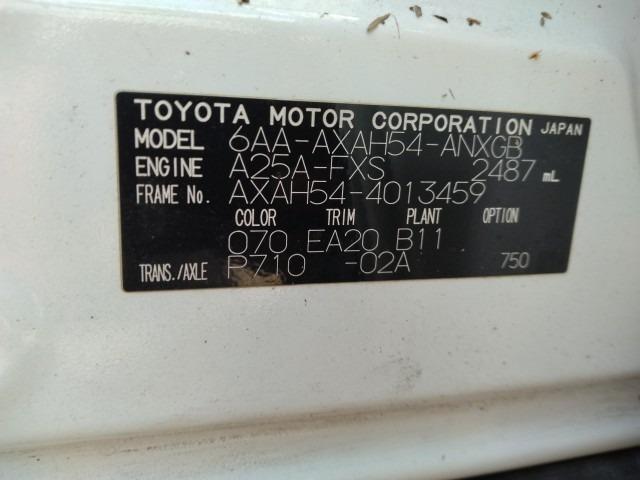 TOYOTA MOTOR CORPORATION JAPAN
MODEL 6AA-AXAH54-ANXGB
ENGINE A25A-FXS 2487 mL
FRAME No. AXAH54-4013459
COLOR TRIM PLANT OPTION
070 EA20 B11
TRANS./AXLE P710 -02A 750